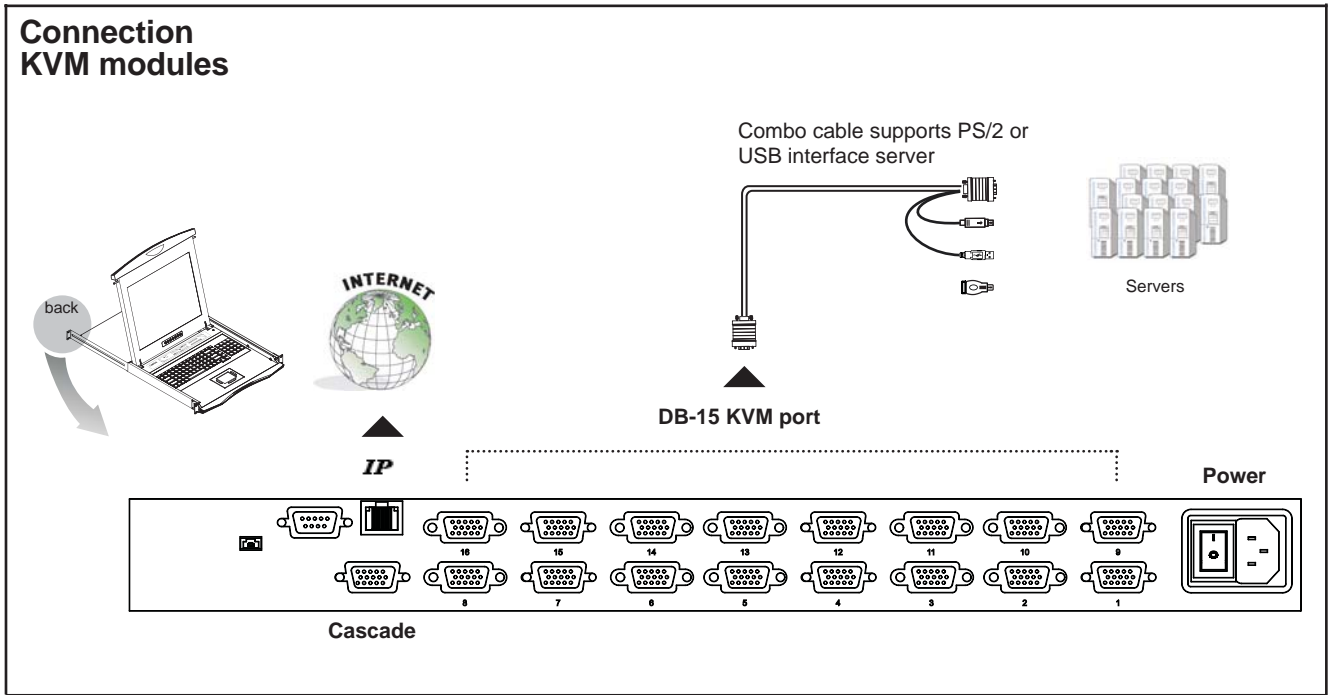 Connection
KVM modules
Combo cable supports PS/2 or
USB interface server
back
INTERNET
Servers
DB-15 KVM port
IP
Power
16 15 14 13 12 11 10 9
8 7 6 5 4 3 2 1
Cascade